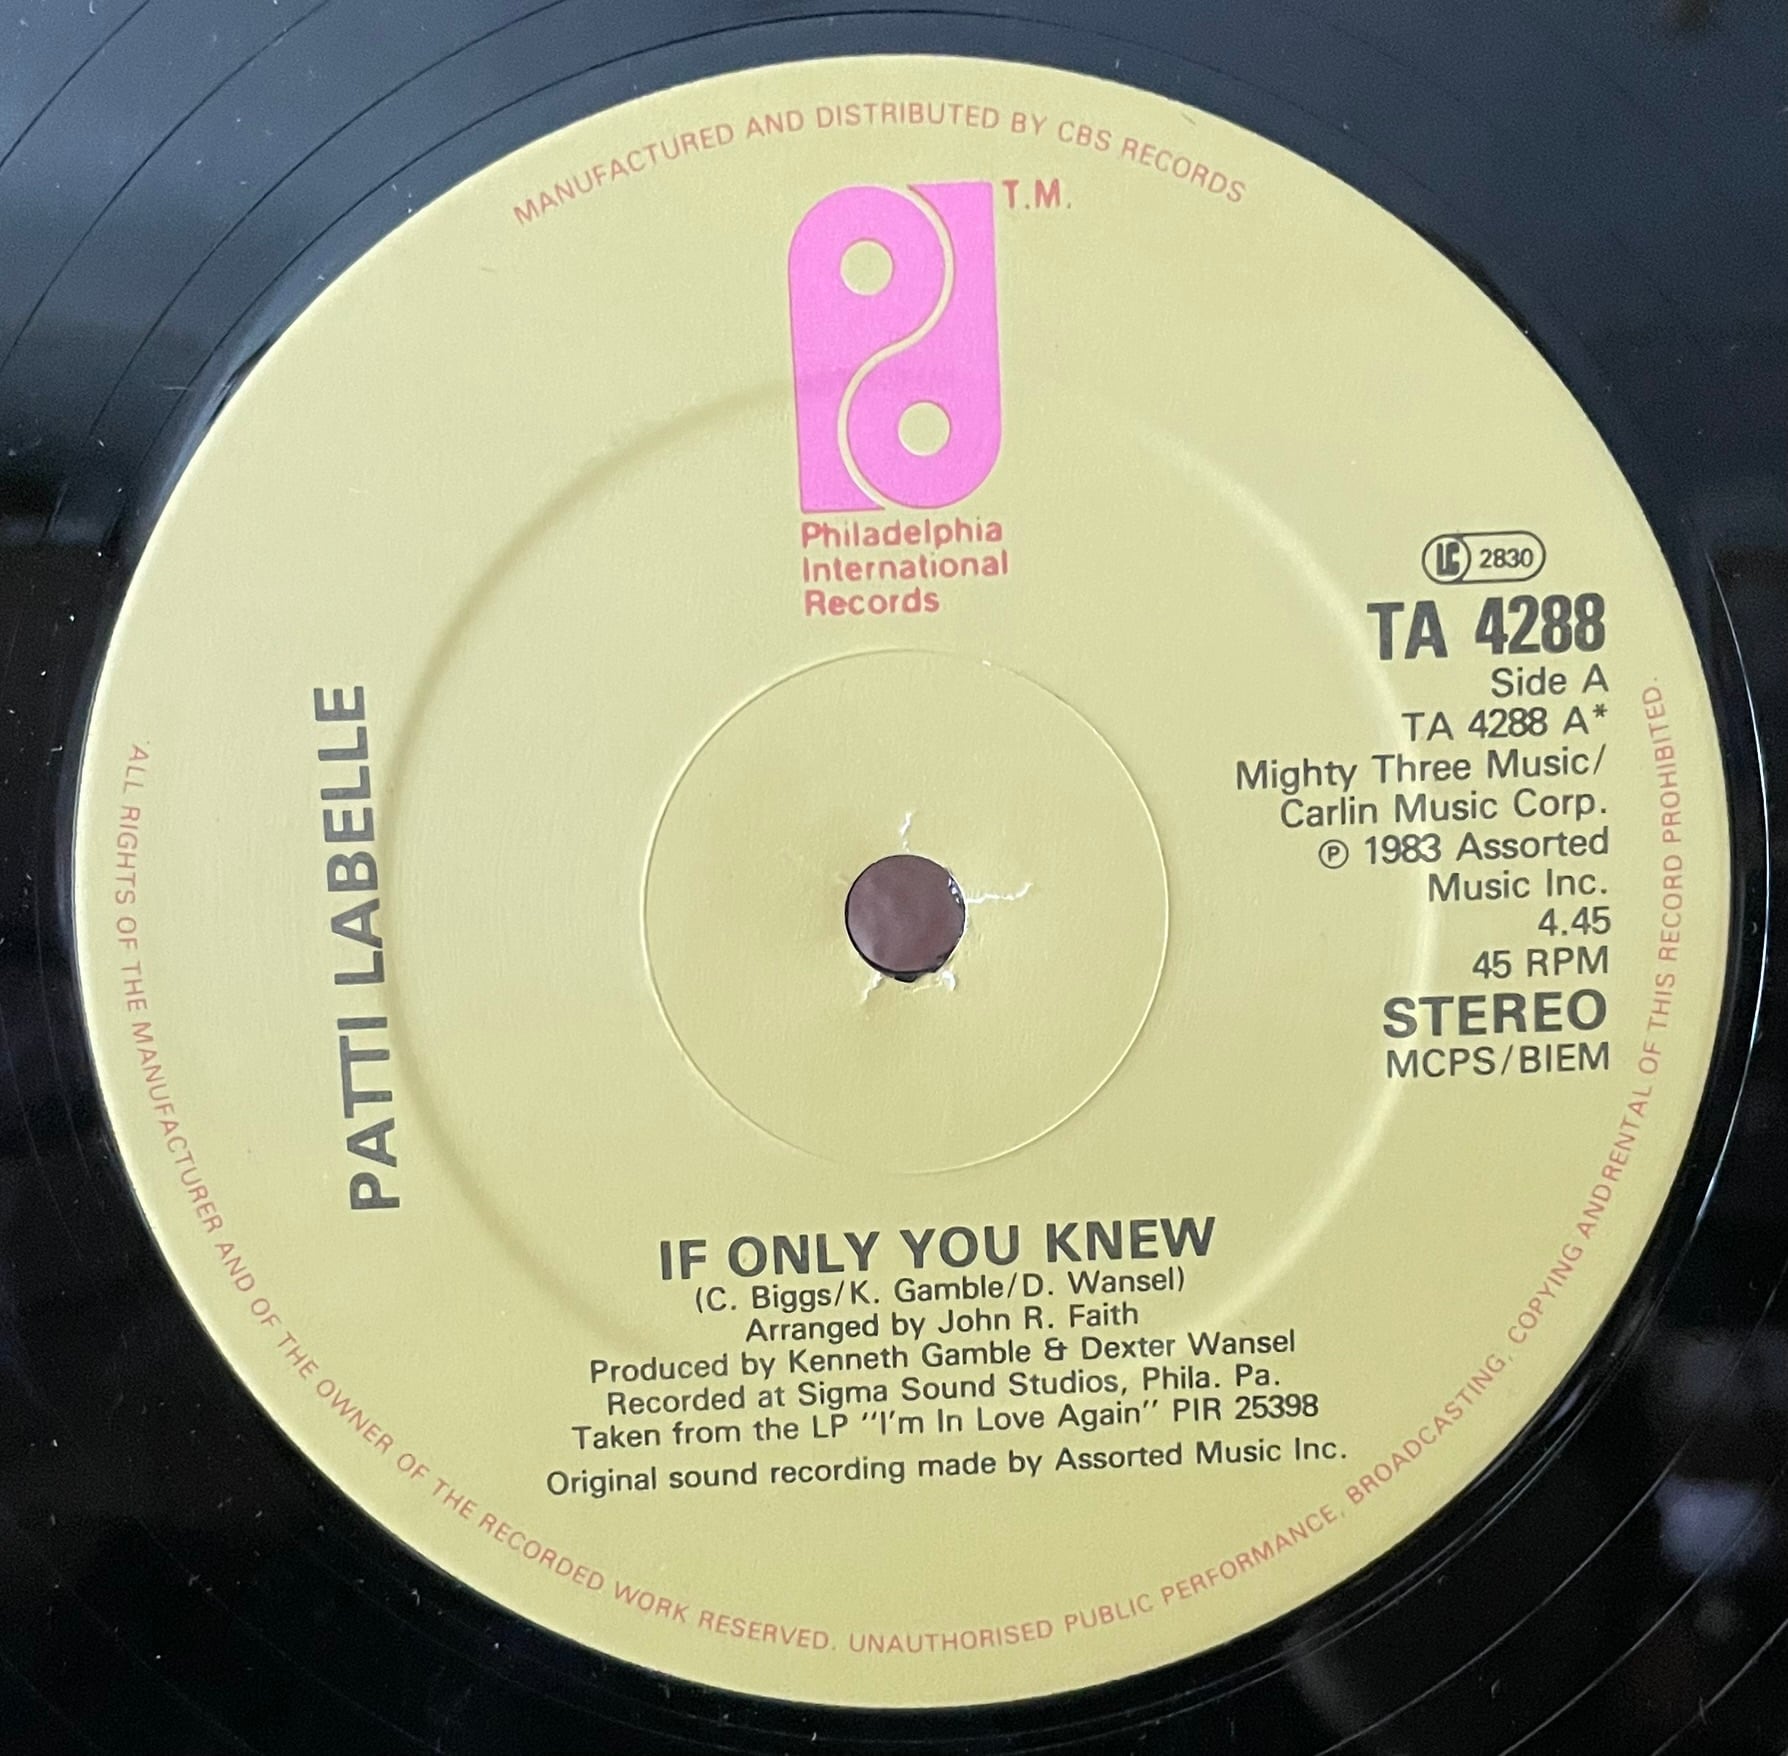 MANUFACTURED AND DISTRIBUTED BY CBS RECORDS
T.M.
Philadelphia
International
Records
LC 2830
TA 4288
Side A
TA 4288 A*
Mighty Three Music/
Carlin Music Corp.
℗ 1983 Assorted
Music Inc.
4.45
45 RPM
STEREO
MCPS/BIEM
PATTI LABELLE
IF ONLY YOU KNEW
(C. Biggs/K. Gamble/D. Wansel)
Arranged by John R. Faith
Produced by Kenneth Gamble & Dexter Wansel
Recorded at Sigma Sound Studios, Phila. Pa.
Taken from the LP "I'm In Love Again" PIR 25398
Original sound recording made by Assorted Music Inc.
ALL RIGHTS OF THE MANUFACTURER AND OF THE OWNER OF THE RECORDED WORK RESERVED. UNAUTHORISED PUBLIC PERFORMANCE, BROADCASTING, COPYING AND RENTAL OF THIS RECORD PROHIBITED.